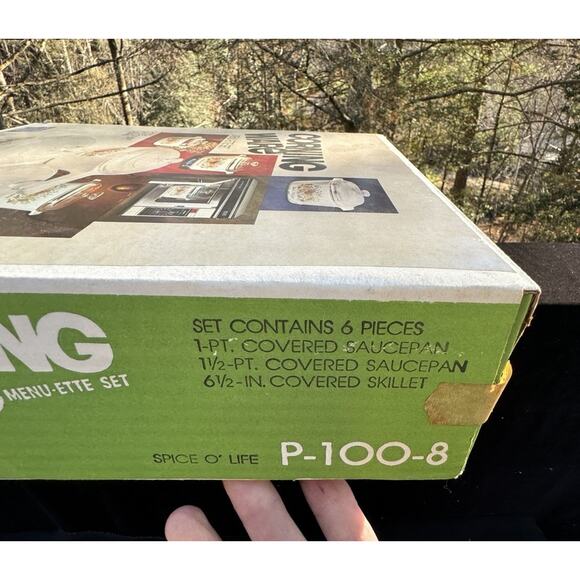 CORNING
WARE
NG
MENU-ETTE SET
SET CONTAINS 6 PIECES
1-PT. COVERED SAUCEPAN
1½-PT. COVERED SAUCEPAN
6½-IN. COVERED SKILLET
SPICE O' LIFE P-100-8